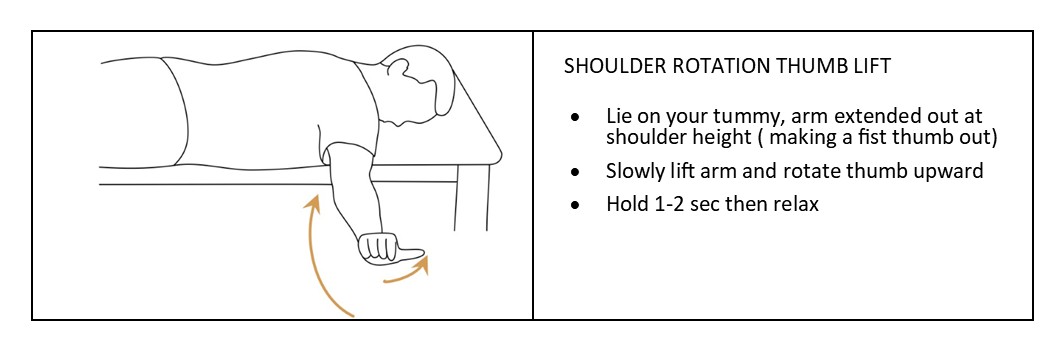 SHOULDER ROTATION THUMB LIFT
• Lie on your tummy, arm extended out at
shoulder height ( making a fist thumb out)
• Slowly lift arm and rotate thumb upward
• Hold 1-2 sec then relax